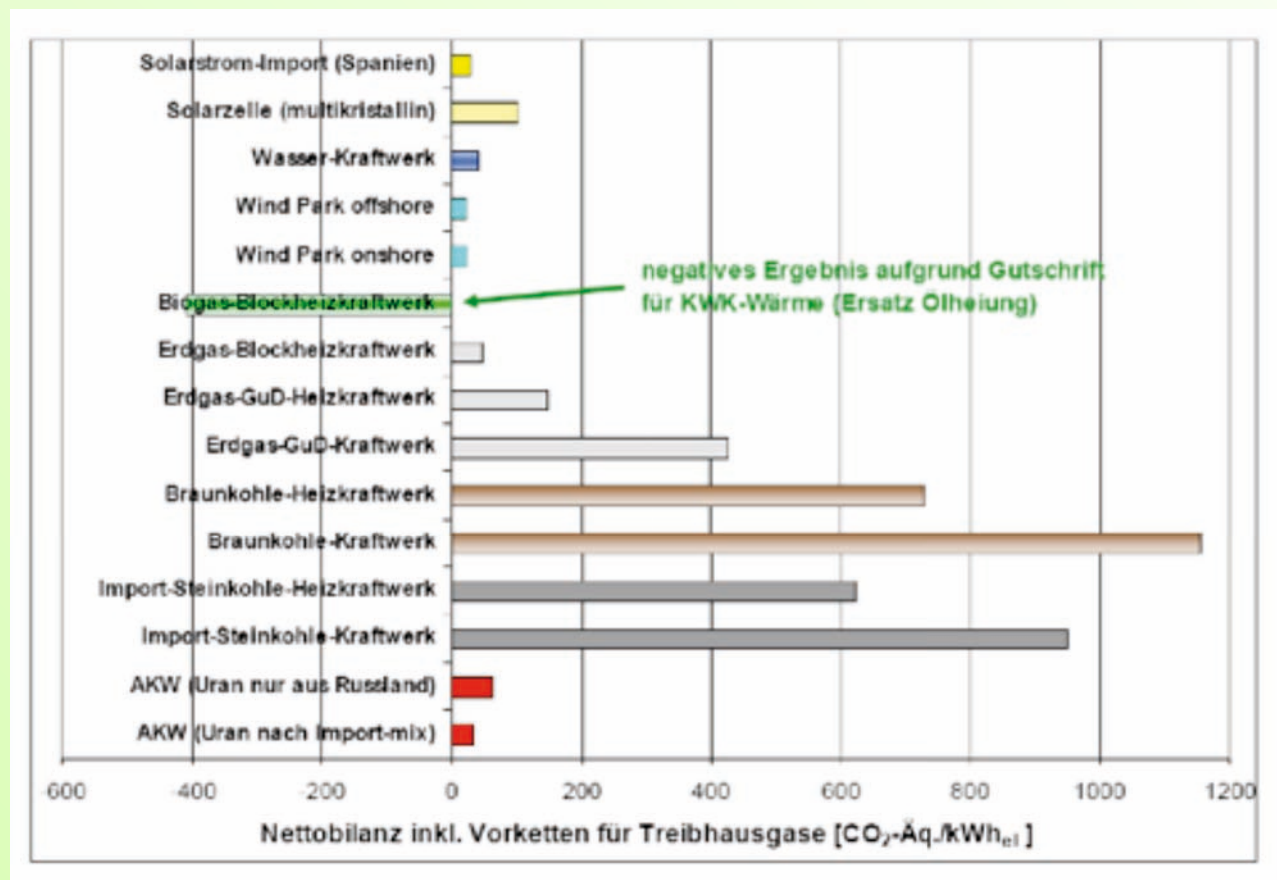 Solarstrom-Import (Spanien)
Solarzelle (multikristallin)
Wasser-Kraftwerk
Wind Park offshore
Wind Park onshore
negatives Ergebnis aufgrund Gutschrift
für KWK-Wärme (Ersatz Ölheiung)
Biogas-Blockheizkraftwerk
Erdgas-Blockheizkraftwerk
Erdgas-GuD-Heizkraftwerk
Erdgas-GuD-Kraftwerk
Braunkohle-Heizkraftwerk
Braunkohle-Kraftwerk
Import-Steinkohle-Heizkraftwerk
Import-Steinkohle-Kraftwerk
AKW (Uran nur aus Russland)
AKW (Uran nach Import-mix)
600 -400 -200 0 200 400 600 800 1000 1200
Nettobilanz inkl. Vorketten für Treibhausgase [CO₂-Äq./kWhel]